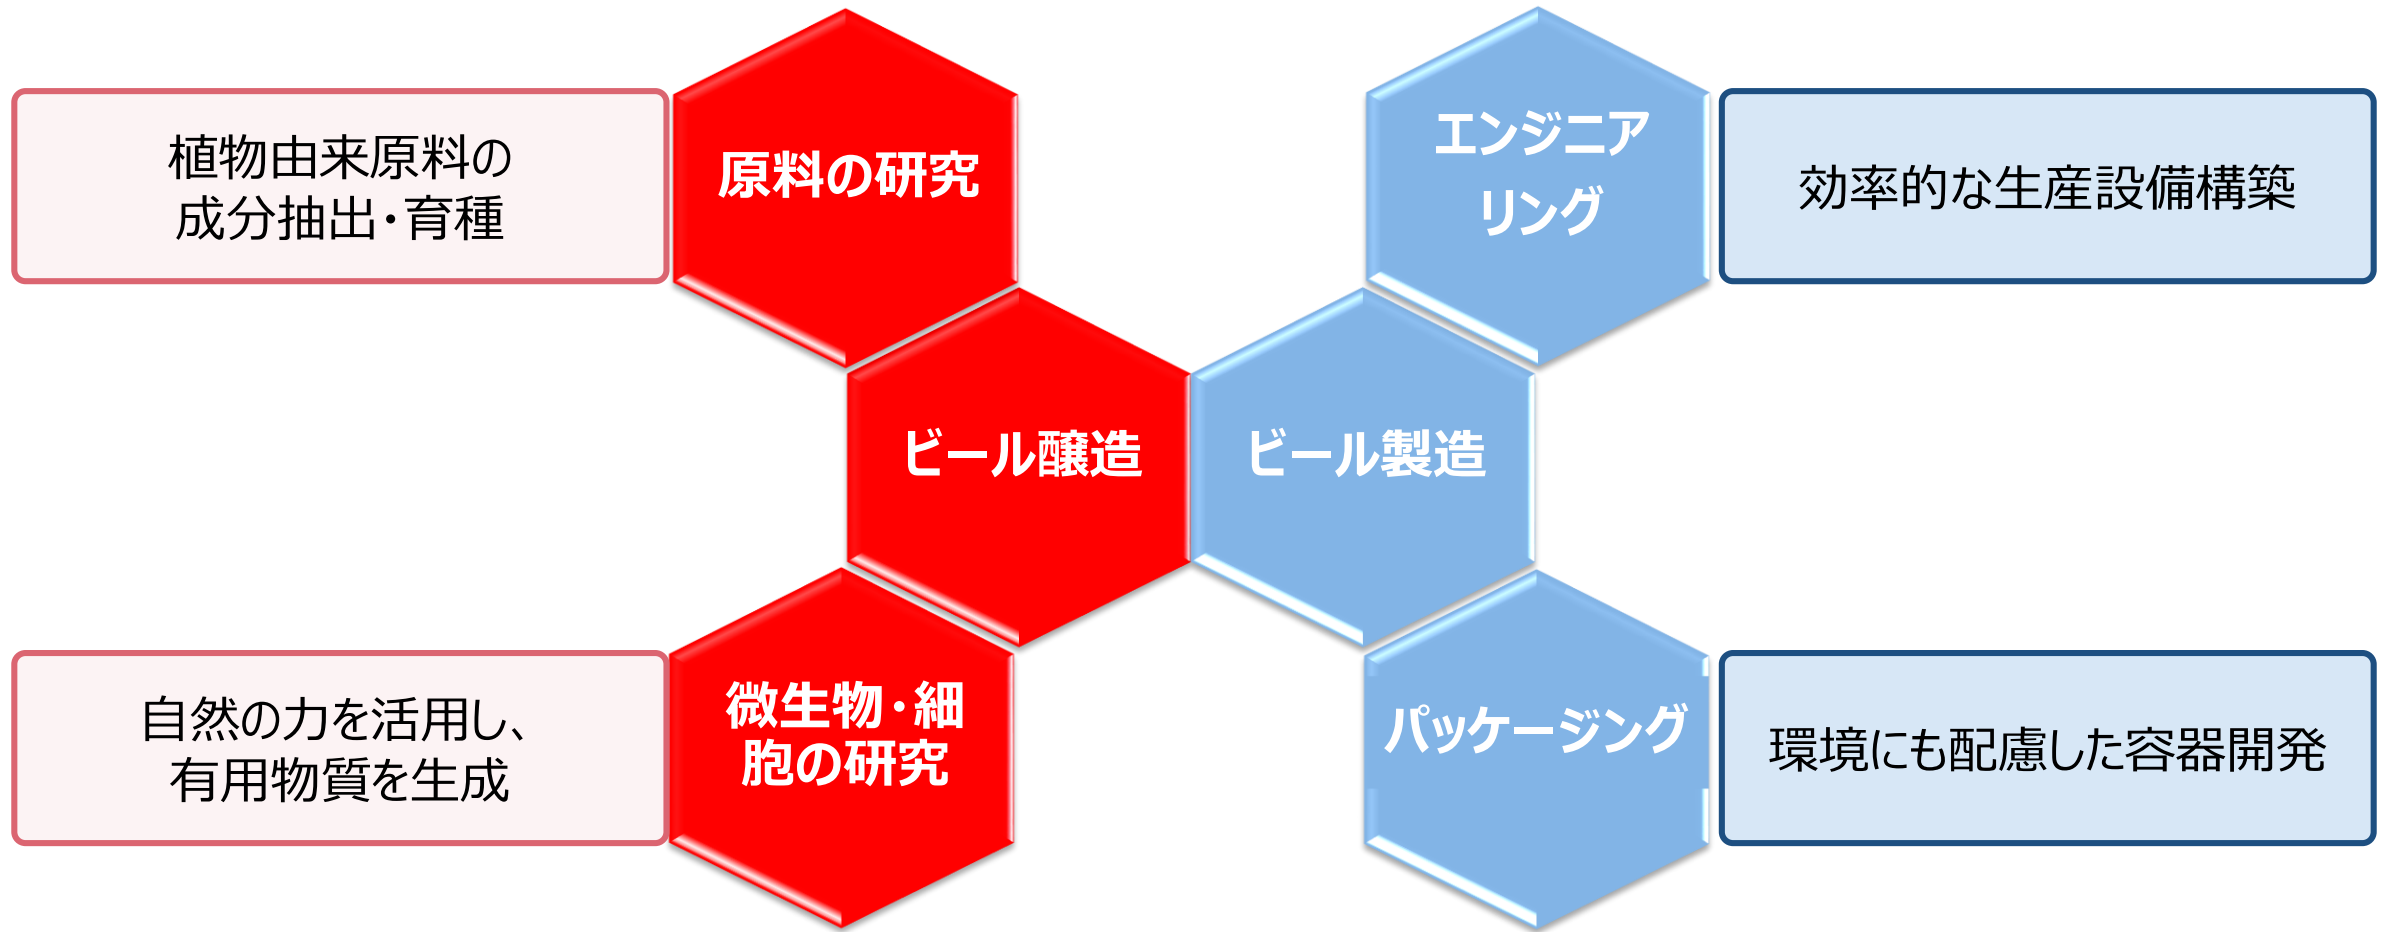 植物由来原料の
成分抽出・育種
原料の研究
エンジニア
リング
効率的な生産設備構築
ビール醸造
ビール製造
自然の力を活用し、
有用物質を生成
微生物・細
胞の研究
パッケージング
環境にも配慮した容器開発